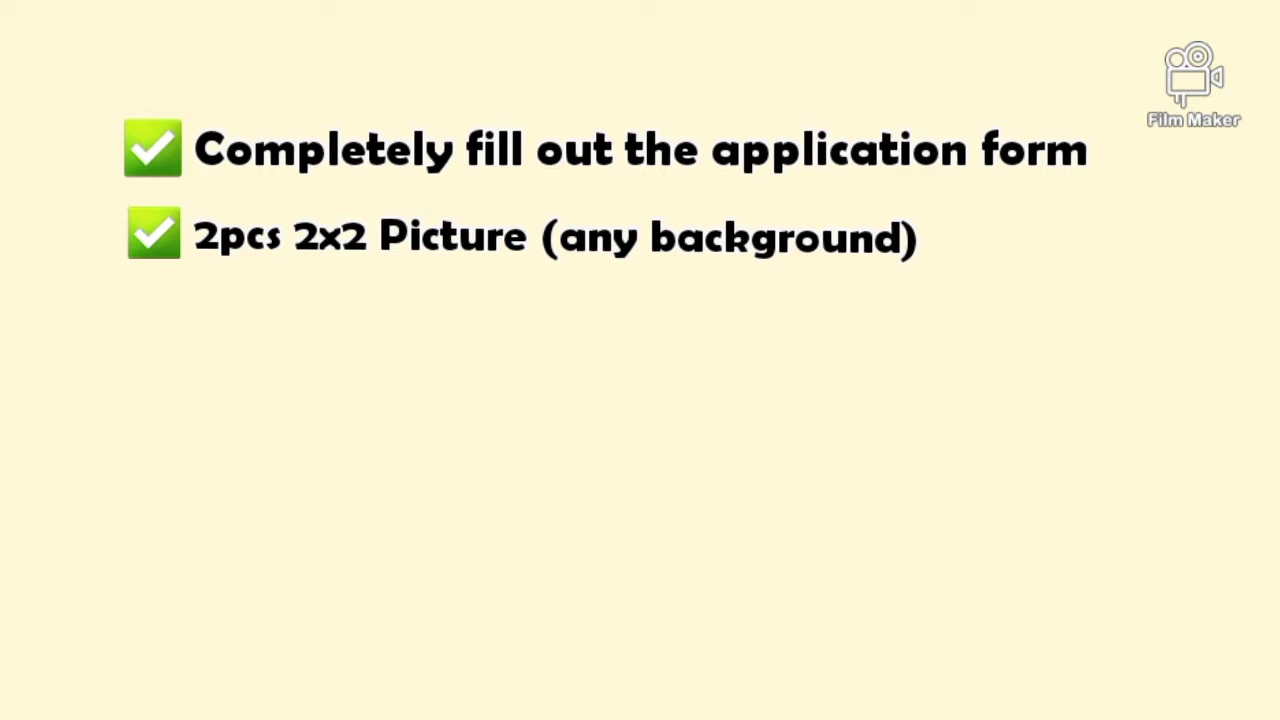 Film Maker
✅ Completely fill out the application form
✅ 2pcs 2x2 Picture (any background)